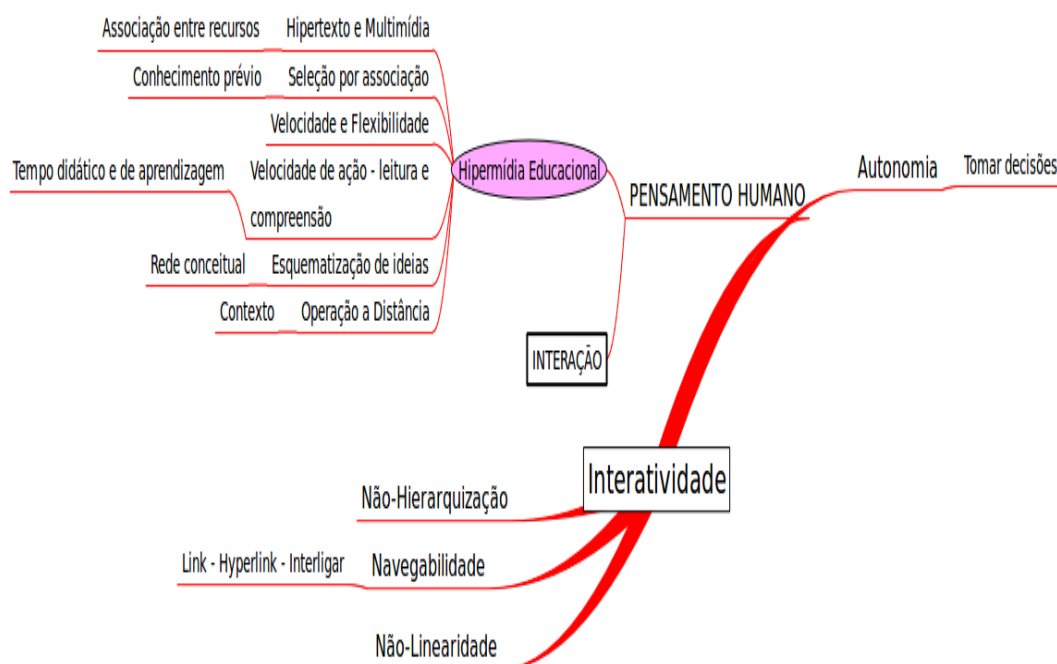 Associação entre recursos
Hipertexto e Multimídia
Conhecimento prévio
Seleção por associação
Velocidade e Flexibilidade
Tempo didático e de aprendizagem
Velocidade de ação - leitura e
compreensão
Rede conceitual
Esquematização de ideias
Contexto
Operação a Distância
Hipermídia Educacional
PENSAMENTO HUMANO
Autonomia
Tomar decisões
INTERAÇÃO
Interatividade
Não-Hierarquização
Link - Hyperlink - Interligar
Navegabilidade
Não-Linearidade